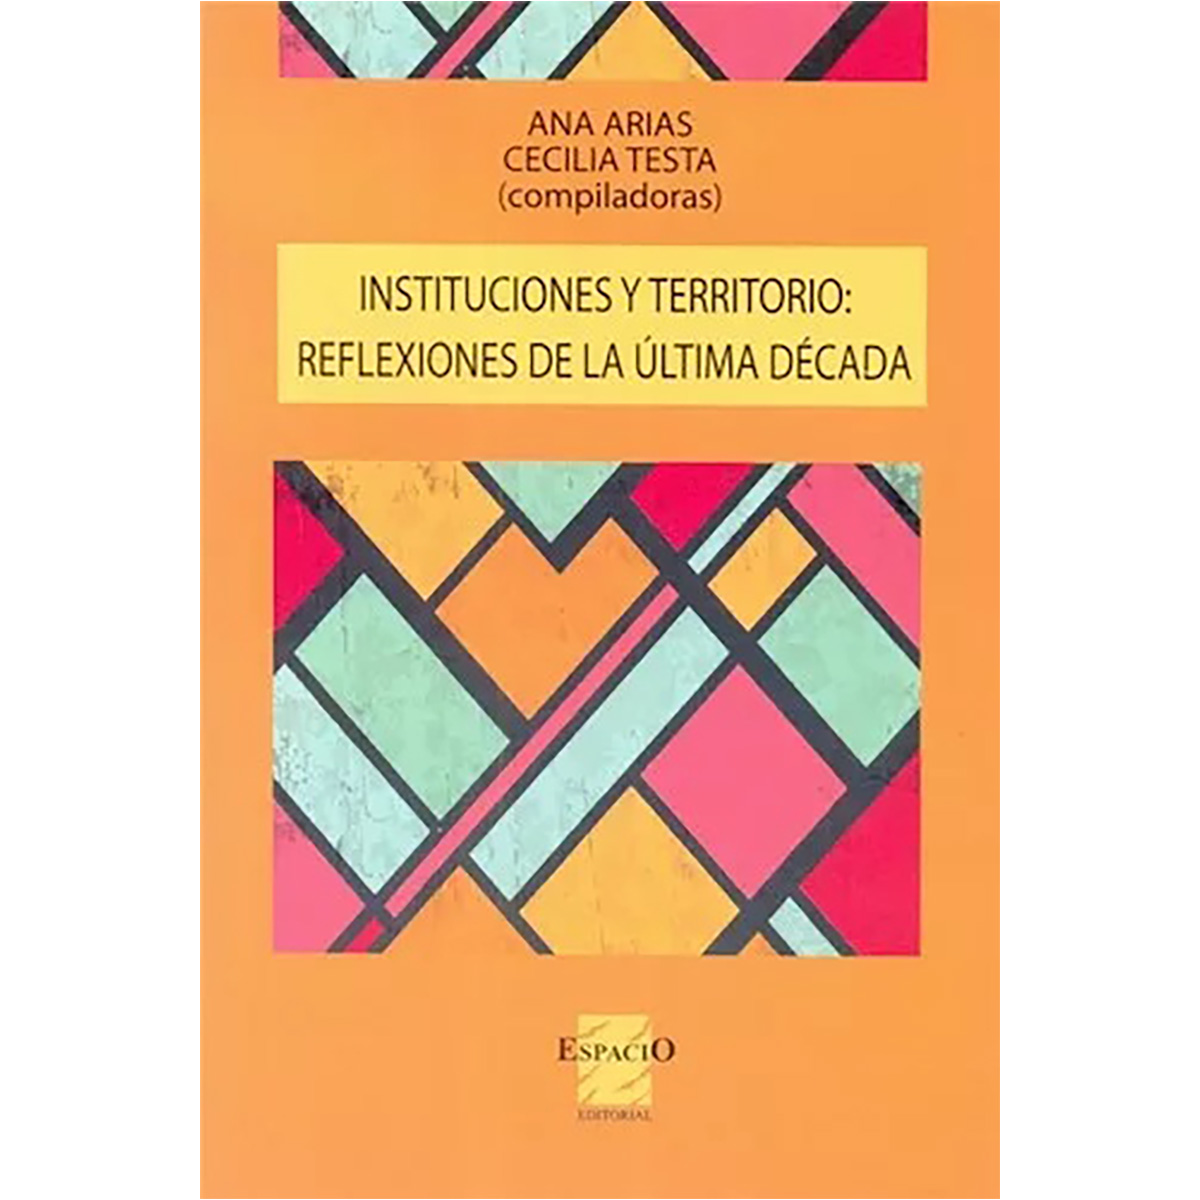 ANA ARIAS
CECILIA TESTA
(compiladoras)
INSTITUCIONES Y TERRITORIO:
REFLEXIONES DE LA ÚLTIMA DÉCADA
ESPACIO
EDITORIAL